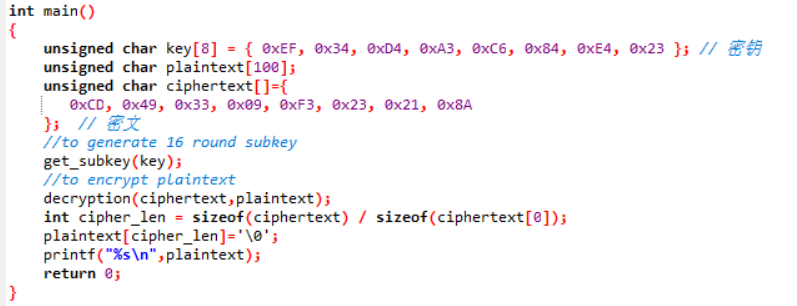 int main()
{
unsigned char key[8] = { 0xEF, 0x34, 0xD4, 0xA3, 0xC6, 0x84, 0xE4, 0x23 }; // 密钥
unsigned char plaintext[100];
unsigned char ciphertext[]={
0xCD, 0x49, 0x33, 0x09, 0xF3, 0x23, 0x21, 0x8A
}; // 密文
//to generate 16 round subkey
get_subkey(key);
//to encrypt plaintext
decryption(ciphertext,plaintext);
int cipher_len = sizeof(ciphertext) / sizeof(ciphertext[0]);
plaintext[cipher_len]='\0';
printf("%s\n",plaintext);
return 0;
}